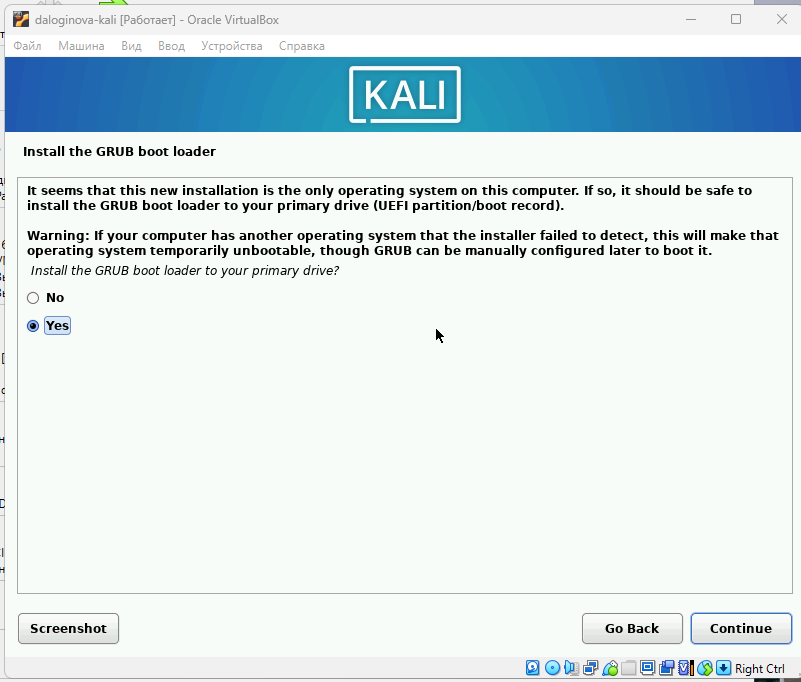 daloginova-kali [Работает] - Oracle VirtualBox
Файл Машина Вид Ввод Устройства Справка
KALI
Install the GRUB boot loader
It seems that this new installation is the only operating system on this computer. If so, it should be safe to
install the GRUB boot loader to your primary drive (UEFI partition/boot record).
Warning: If your computer has another operating system that the installer failed to detect, this will make that
operating system temporarily unbootable, though GRUB can be manually configured later to boot it.
Install the GRUB boot loader to your primary drive?
No
Yes
Screenshot Go Back Continue
Right Ctrl